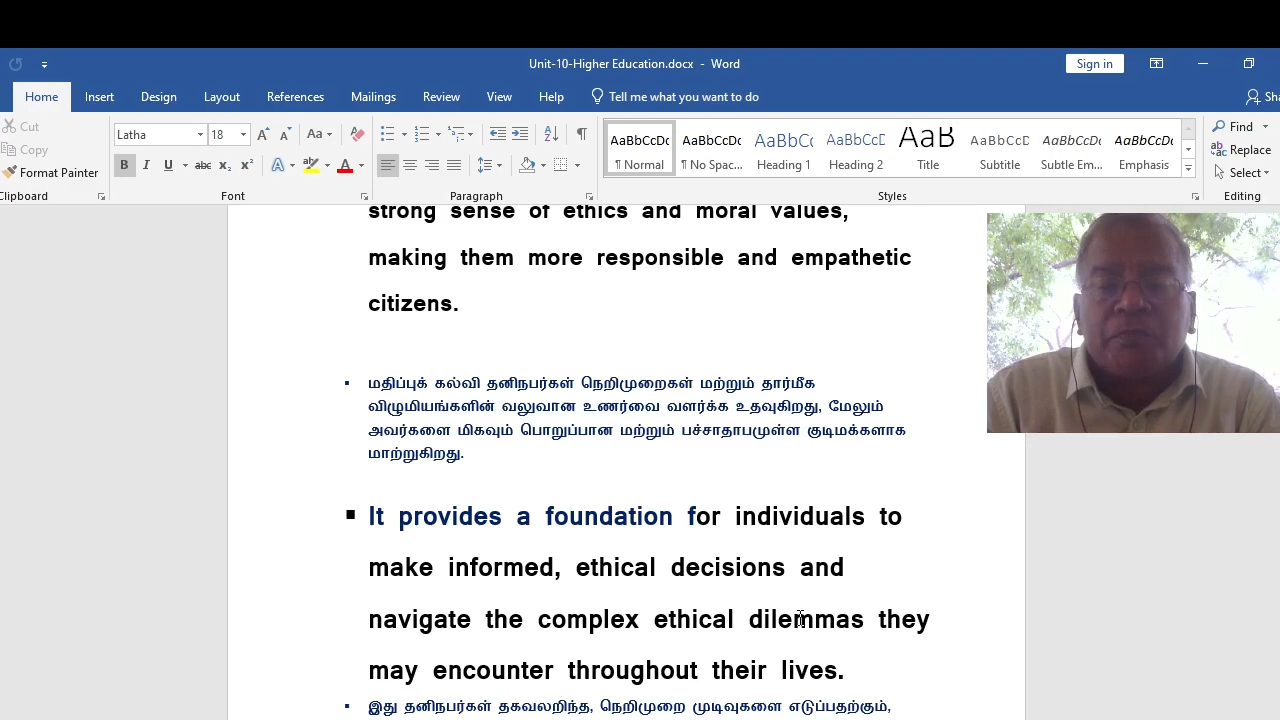 Unit-10-Higher Education.docx - Word
Sign in
Home Insert Design Layout References Mailings Review View Help Tell me what you want to do Sha
Cut
Copy
Format Painter
Clipboard
Latha 18
Font
Paragraph
AaBbCcDc AaBbCcDc AaBbC( AaBbCcD AaB AaBbCcD AaBbCcDc AaBbCcDc
¶ Normal ¶ No Spac... Heading 1 Heading 2 Title Subtitle Subtle Em... Emphasis
Styles
Find
Replace
Select
Editing
strong sense of ethics and moral values,
making them more responsible and empathetic
citizens.
▪ மதிப்புக் கல்வி தனிநபர்கள் நெறிமுறைகள் மற்றும் தார்மீக
விழுமியங்களின் வலுவான உணர்வை வளர்க்க உதவுகிறது, மேலும்
அவர்களை மிகவும் பொறுப்பான மற்றும் பச்சாதாபமுள்ள குடிமக்களாக
மாற்றுகிறது.
▪ It provides a foundation for individuals to
make informed, ethical decisions and
navigate the complex ethical dilemmas they
may encounter throughout their lives.
▪ இது தனிநபர்கள் தகவலறிந்த, நெறிமுறை முடிவுகளை எடுப்பதற்கும்,